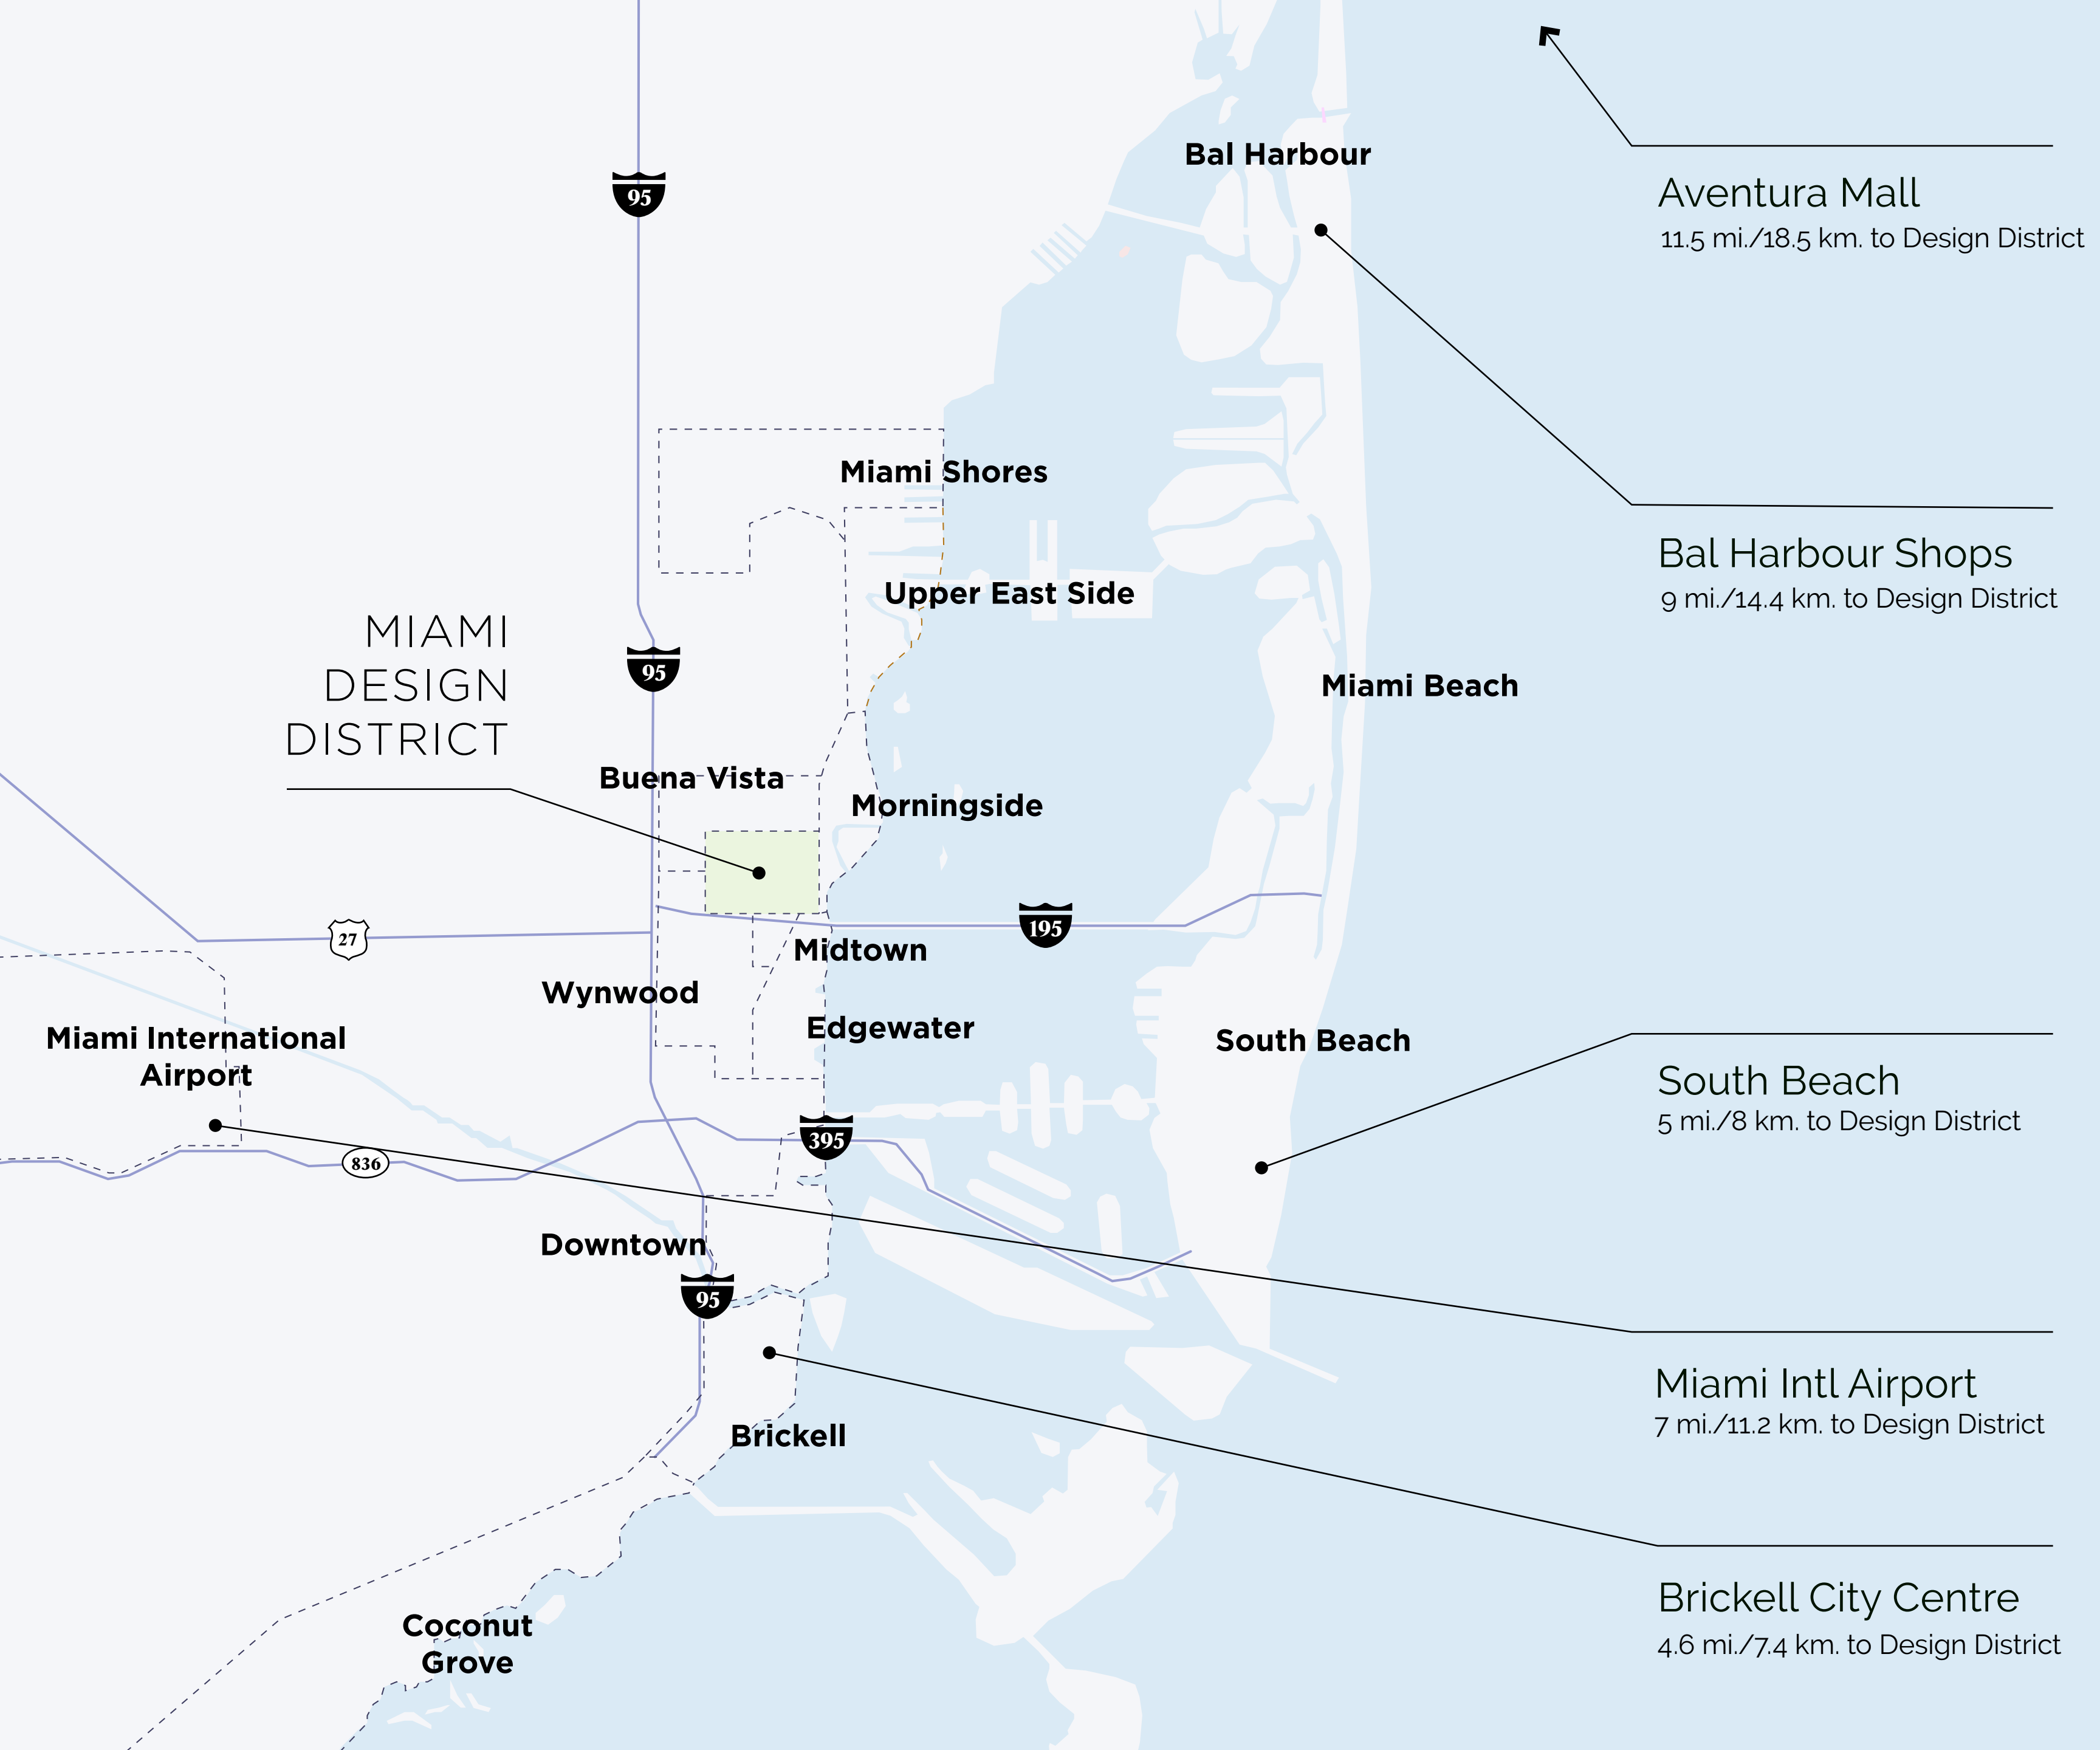 95
Bal Harbour
Aventura Mall
11.5 mi./18.5 km. to Design District
Miami Shores
Bal Harbour Shops
9 mi./14.4 km. to Design District
Upper East Side
MIAMI
DESIGN
DISTRICT
95
Miami Beach
Buena Vista
Morningside
27
195
Midtown
Wynwood
Edgewater
Miami International
Airport
South Beach
South Beach
5 mi./8 km. to Design District
395
836
Downtown
95
Miami Intl Airport
7 mi./11.2 km. to Design District
Brickell
Brickell City Centre
4.6 mi./7.4 km. to Design District
Coconut
Grove